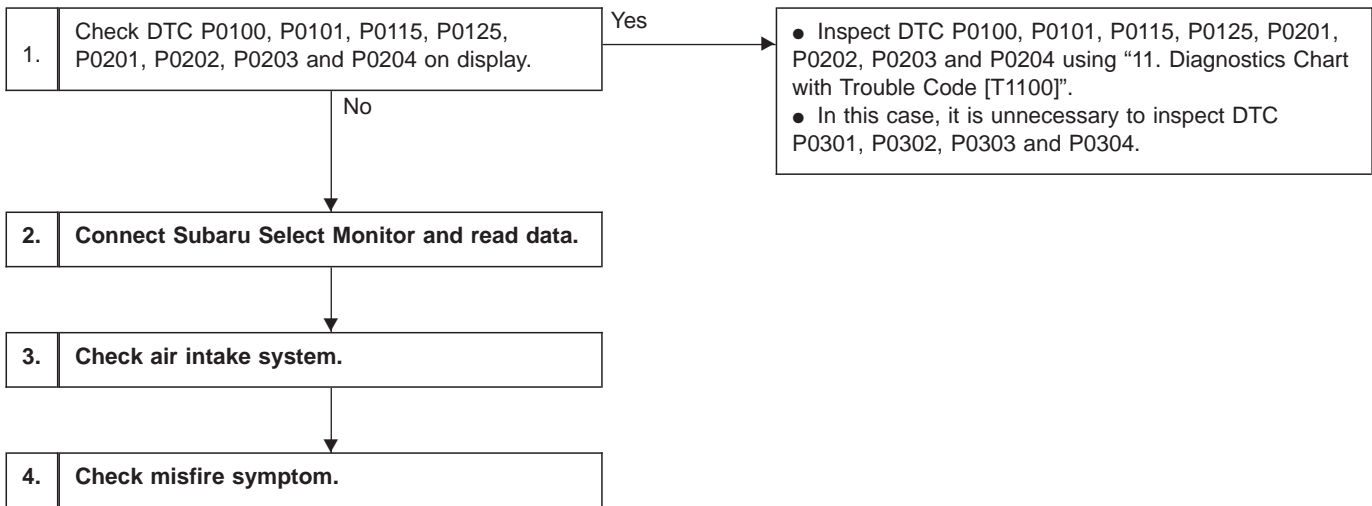 1.
Check DTC P0100, P0101, P0115, P0125,
P0201, P0202, P0203 and P0204 on display.
Yes
● Inspect DTC P0100, P0101, P0115, P0125, P0201,
P0202, P0203 and P0204 using “11. Diagnostics Chart
with Trouble Code [T1100]”.
● In this case, it is unnecessary to inspect DTC
P0301, P0302, P0303 and P0304.
No
2. Connect Subaru Select Monitor and read data.
3. Check air intake system.
4. Check misfire symptom.